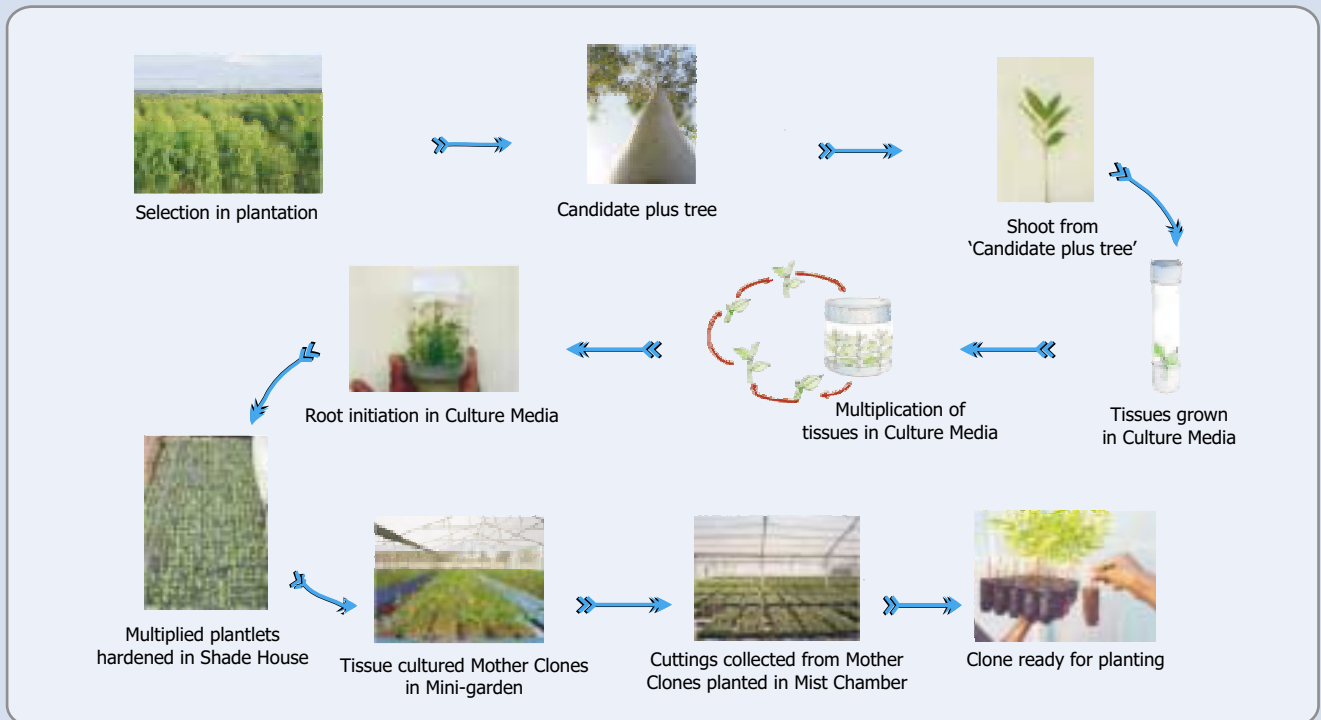 Selection in plantation
Candidate plus tree
Shoot from
‘Candidate plus tree’
Tissues grown
in Culture Media
Multiplication of
tissues in Culture Media
Root initiation in Culture Media
Multiplied plantlets
hardened in Shade House
Tissue cultured Mother Clones
in Mini-garden
Cuttings collected from Mother
Clones planted in Mist Chamber
Clone ready for planting